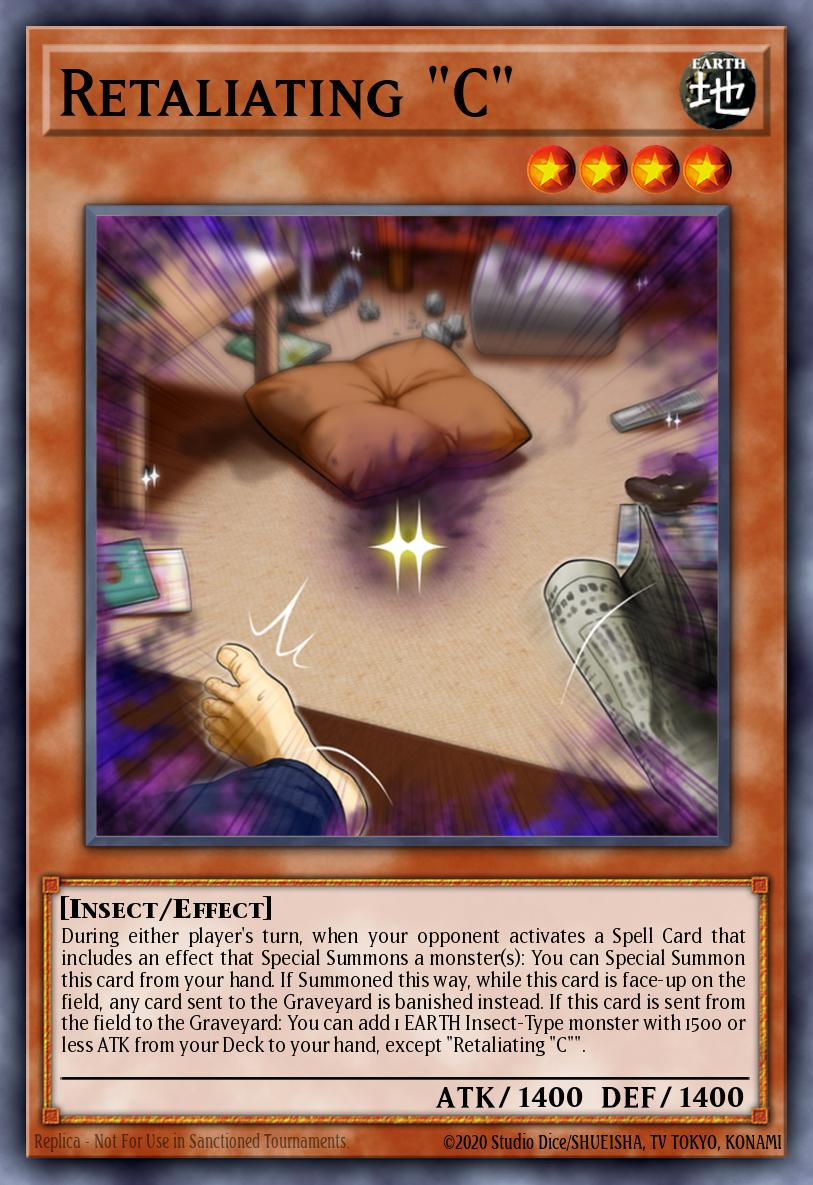 Retaliating "C"
EARTH
地
[Insect/Effect]
During either player's turn, when your opponent activates a Spell Card that
includes an effect that Special Summons a monster(s): You can Special Summon
this card from your hand. If Summoned this way, while this card is face-up on the
field, any card sent to the Graveyard is banished instead. If this card is sent from
the field to the Graveyard: You can add 1 EARTH Insect-Type monster with 1500 or
less ATK from your Deck to your hand, except "Retaliating "C"".
ATK/1400 DEF/1400
Replica - Not For Use in Sanctioned Tournaments.
©2020 Studio Dice/SHUEISHA, TV TOKYO, KONAMI